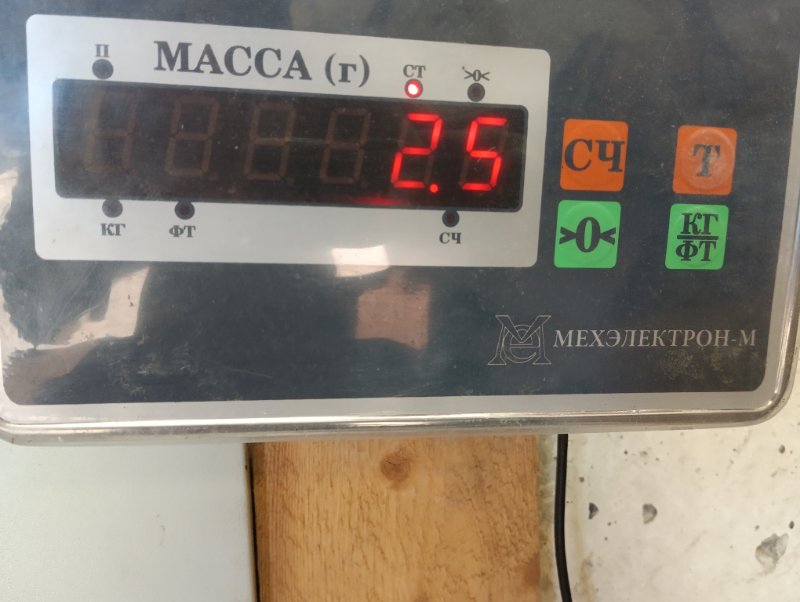 П
МАССА (г)
СТ
>0<
2.5
КГ
ФТ
СЧ
СЧ
Т
>0<
КГ
ФТ
МЕХЭЛЕКТРОН-М